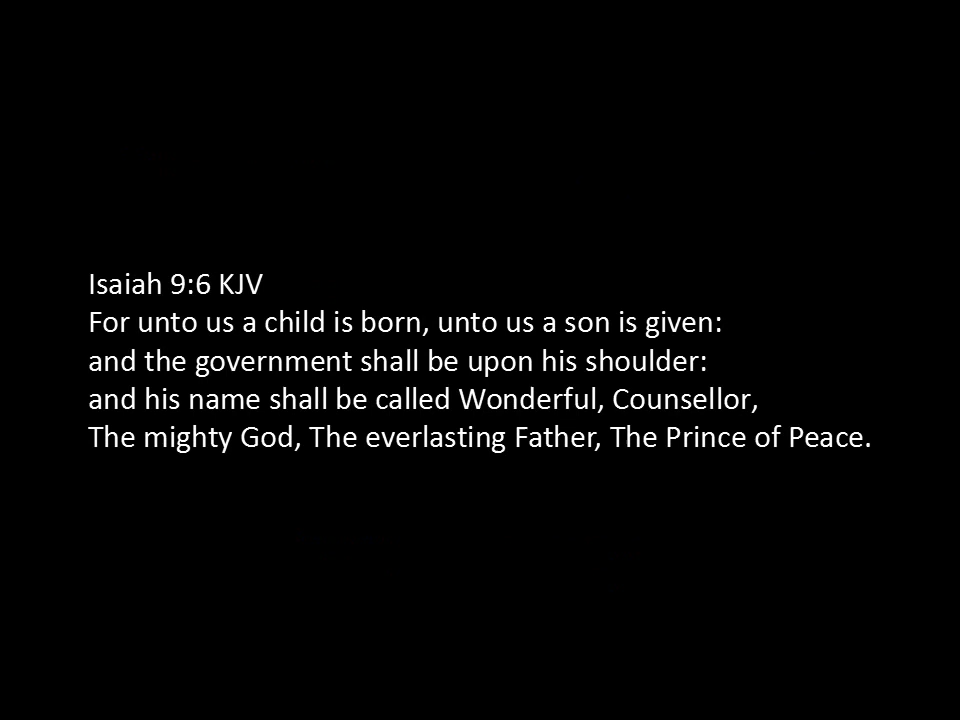 Isaiah 9:6 KJV
For unto us a child is born, unto us a son is given:
and the government shall be upon his shoulder:
and his name shall be called Wonderful, Counsellor,
The mighty God, The everlasting Father, The Prince of Peace.